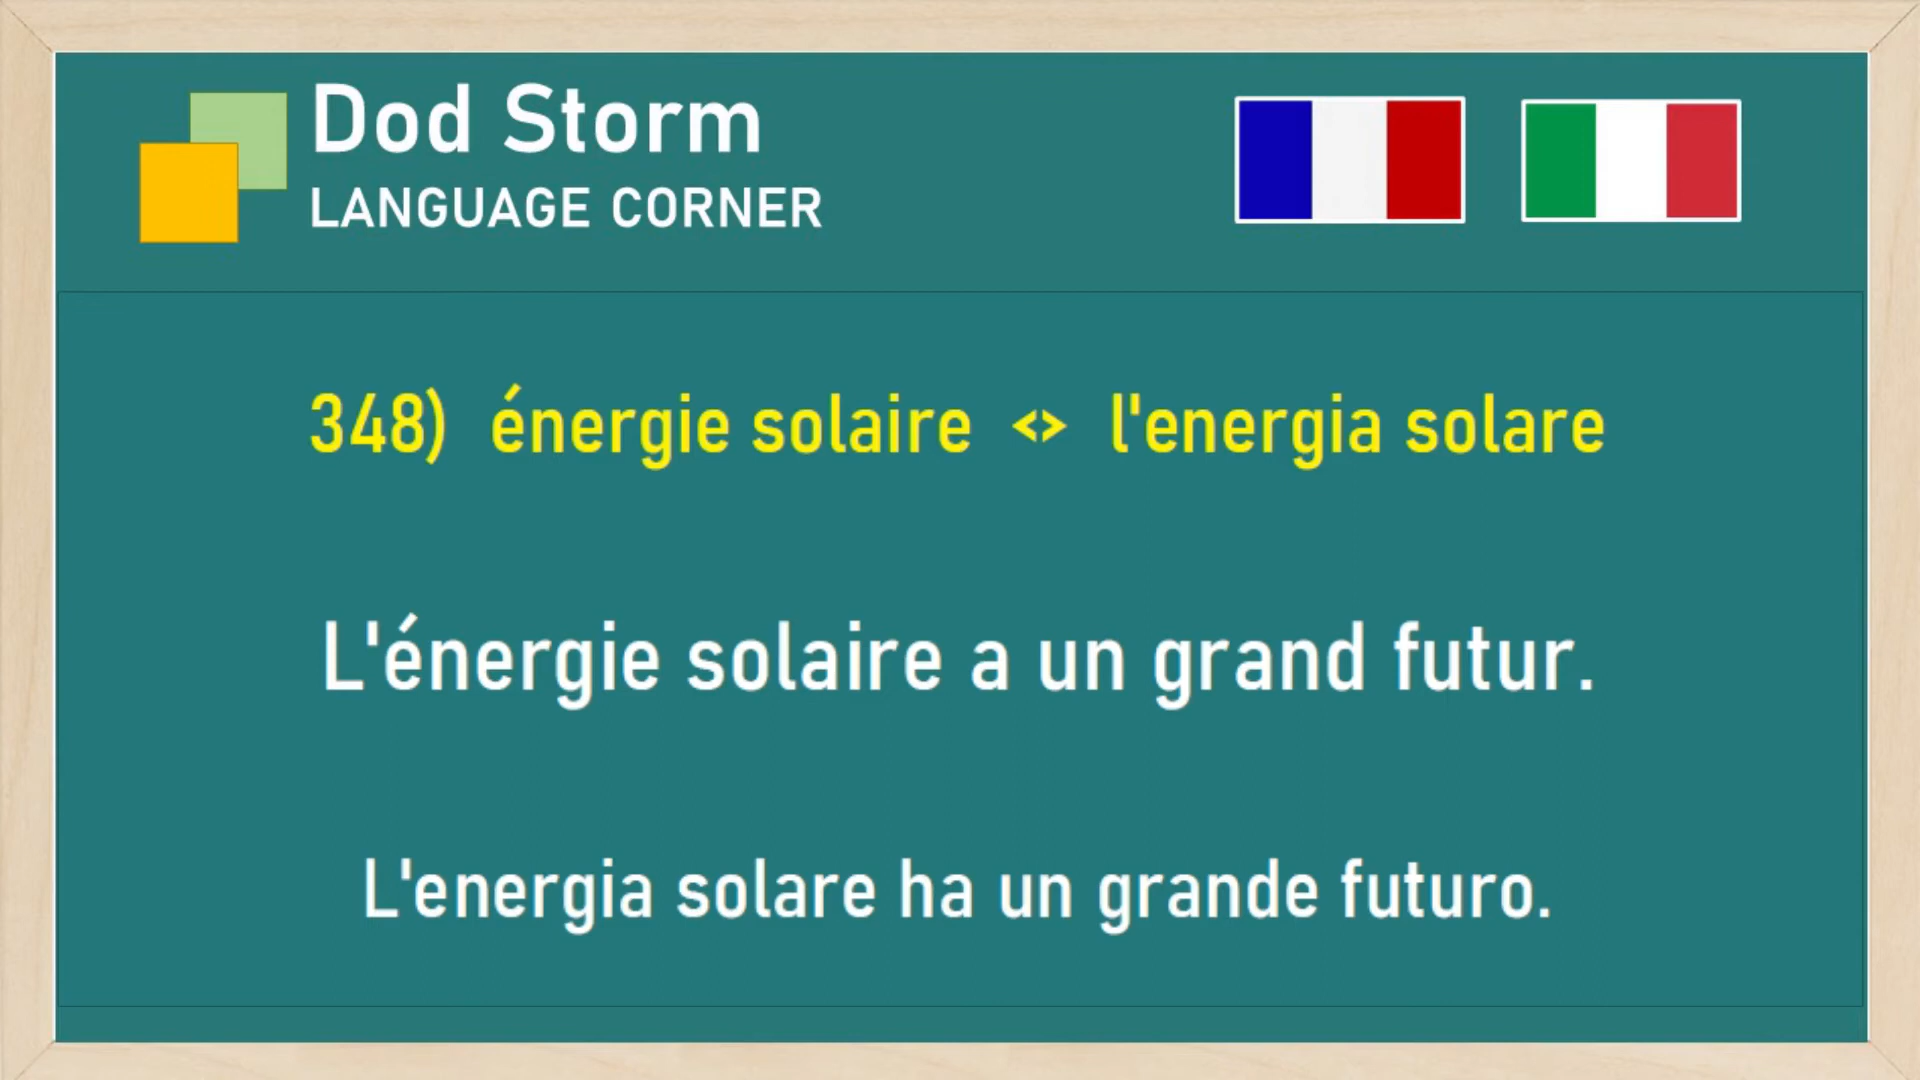 Dod Storm
LANGUAGE CORNER
348) énergie solaire <> l'energia solare
L'énergie solaire a un grand futur.
L'energia solare ha un grande futuro.